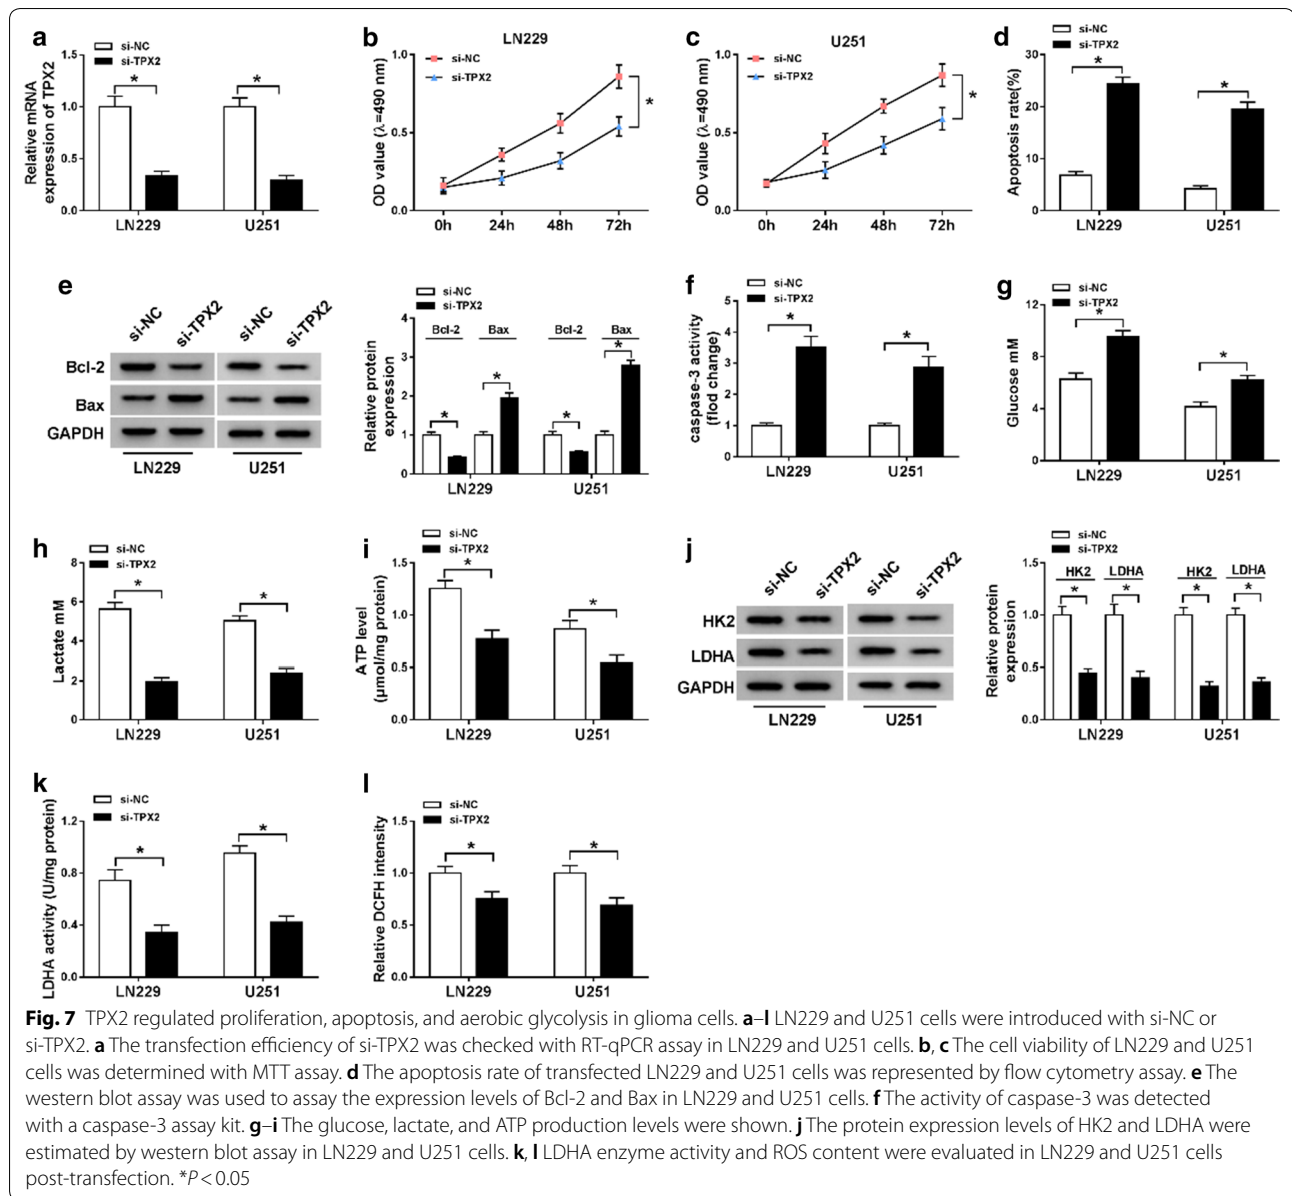 a
si-NC
si-TPX2
Relative mRNA
expression of TPX2
1.5
1.0
0.5
0.0
*
*
LN229
U251
b
LN229
si-NC
si-TPX2
OD value (λ=490 nm)
1.0
0.5
0.0
*
0h
24h
48h
72h
c
U251
si-NC
si-TPX2
OD value (λ=490 nm)
1.0
0.5
0.0
*
0h
24h
48h
72h
d
si-NC
si-TPX2
Apoptosis rate(%)
30
20
10
0
*
*
LN229
U251
e
si-NC
si-TPX2
si-NC
si-TPX2
Bcl-2
Bax
GAPDH
LN229
U251
si-NC
si-TPX2
Relative protein
expression
4
3
2
1
0
Bcl-2
Bax
Bcl-2
Bax
*
*
*
*
LN229
U251
f
si-NC
si-TPX2
caspase-3 activity
(flod change)
5
4
3
2
1
0
*
*
LN229
U251
g
si-NC
si-TPX2
Glucose mM
12
8
4
0
*
*
LN229
U251
h
si-NC
si-TPX2
Lactate mM
8
6
4
2
0
*
*
LN229
U251
i
si-NC
si-TPX2
ATP level
(μmol/mg protein)
1.5
1.0
0.5
0.0
*
*
LN229
U251
j
si-NC
si-TPX2
si-NC
si-TPX2
HK2
LDHA
GAPDH
LN229
U251
si-NC
si-TPX2
Relative protein
expression
1.5
1.0
0.5
0.0
HK2
LDHA
HK2
LDHA
*
*
*
*
LN229
U251
k
si-NC
si-TPX2
LDHA activity (U/mg protein)
1.2
0.8
0.4
0.0
*
*
LN229
U251
l
si-NC
si-TPX2
Relative DCFH intensity
1.5
1.0
0.5
0.0
*
*
LN229
U251
Fig. 7 TPX2 regulated proliferation, apoptosis, and aerobic glycolysis in glioma cells. a–l LN229 and U251 cells were introduced with si-NC or
si-TPX2. a The transfection efficiency of si-TPX2 was checked with RT-qPCR assay in LN229 and U251 cells. b, c The cell viability of LN229 and U251
cells was determined with MTT assay. d The apoptosis rate of transfected LN229 and U251 cells was represented by flow cytometry assay. e The
western blot assay was used to assay the expression levels of Bcl-2 and Bax in LN229 and U251 cells. f The activity of caspase-3 was detected
with a caspase-3 assay kit. g–i The glucose, lactate, and ATP production levels were shown. j The protein expression levels of HK2 and LDHA were
estimated by western blot assay in LN229 and U251 cells. k, l LDHA enzyme activity and ROS content were evaluated in LN229 and U251 cells
post-transfection. *P < 0.05